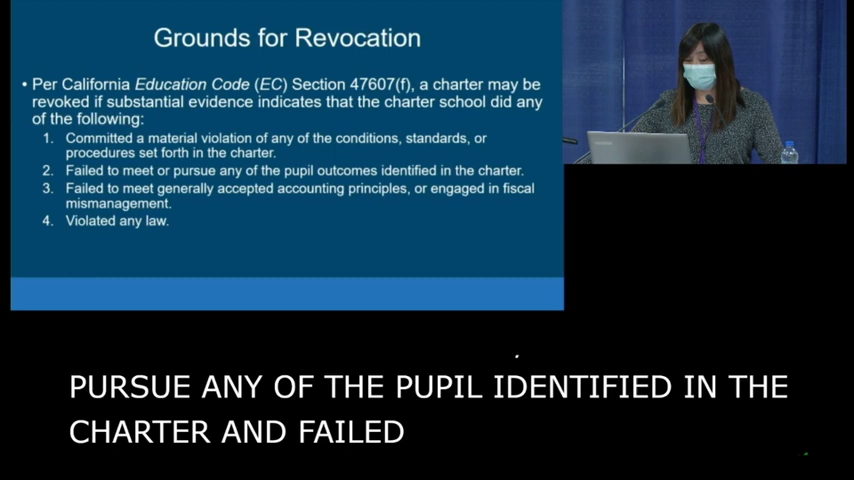 Grounds for Revocation
• Per California Education Code (EC) Section 47607(f), a charter may be
revoked if substantial evidence indicates that the charter school did any
of the following:
1. Committed a material violation of any of the conditions, standards, or
procedures set forth in the charter.
2. Failed to meet or pursue any of the pupil outcomes identified in the charter.
3. Failed to meet generally accepted accounting principles, or engaged in fiscal
mismanagement.
4. Violated any law.
PURSUE ANY OF THE PUPIL IDENTIFIED IN THE
CHARTER AND FAILED